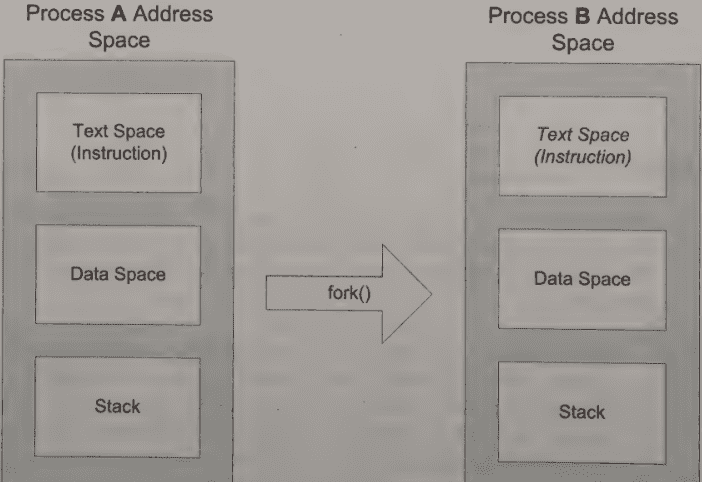 Process A Address
Space
Process B Address
Space
Text Space
(Instruction)
Text Space
(Instruction)
Data Space
Data Space
fork()
Stack
Stack